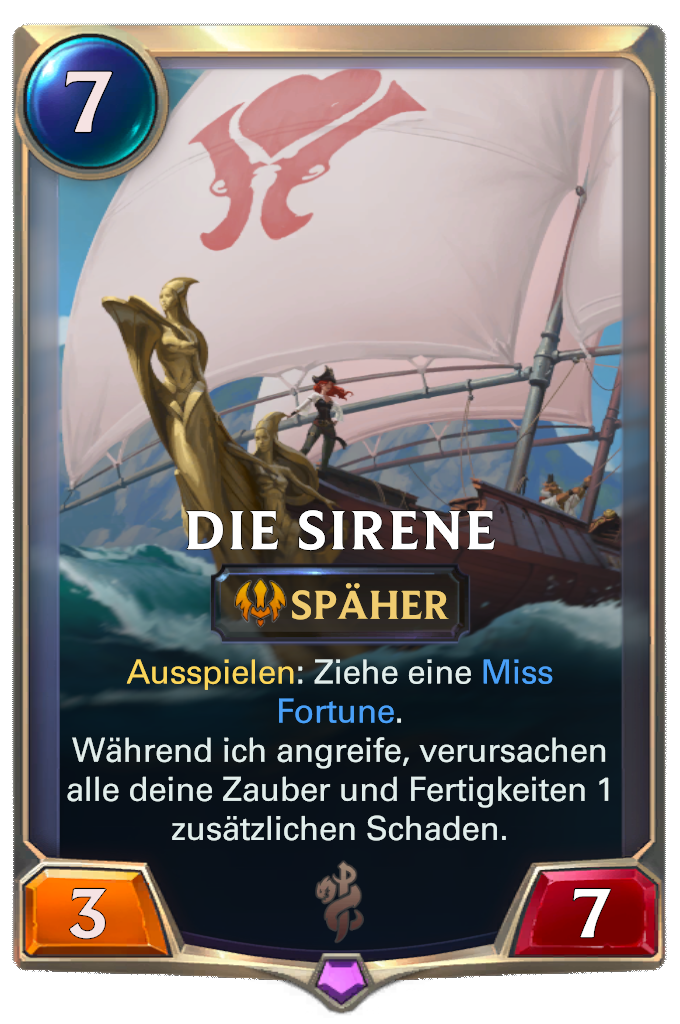 7
DIE SIRENE
SPÄHER
Ausspielen: Ziehe eine Miss
Fortune.
Während ich angreife, verursachen
alle deine Zauber und Fertigkeiten 1
zusätzlichen Schaden.
3
7